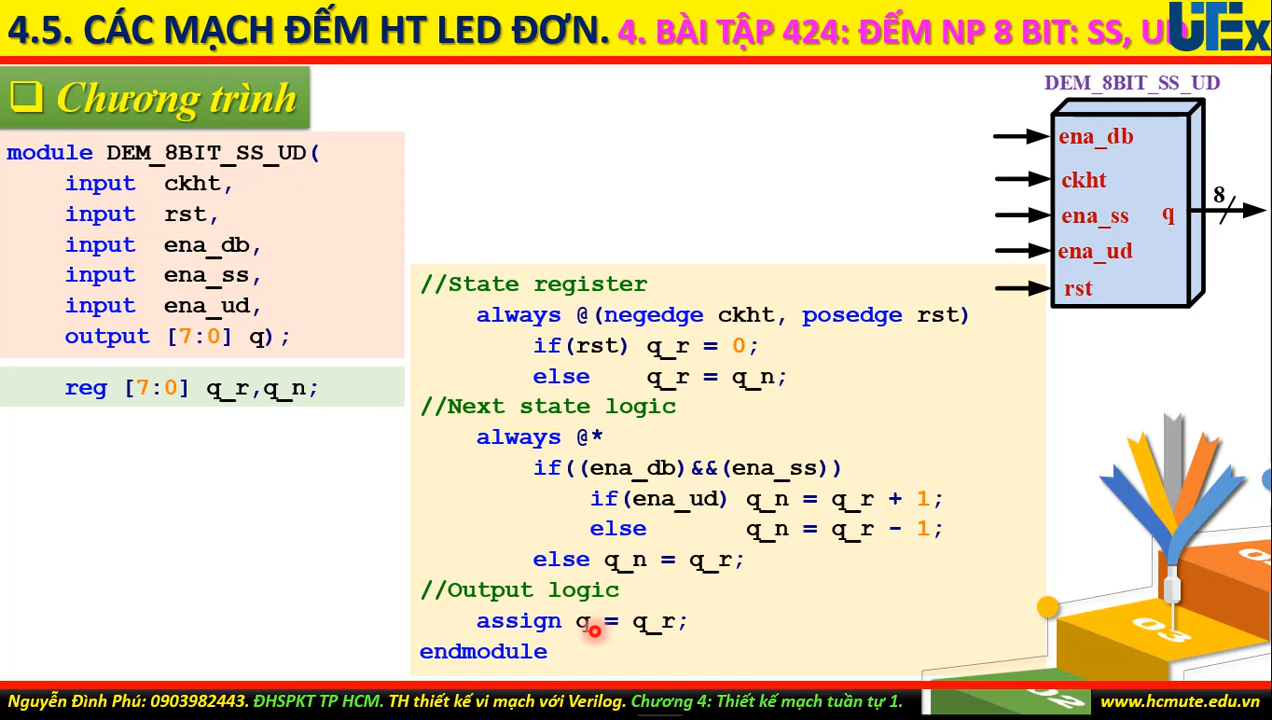 4.5. CÁC MẠCH ĐẾM HT LED ĐƠN. 4. BÀI TẬP 424: ĐẾM NP 8 BIT: SS, UD
UTEx
Chương trình
module DEM_8BIT_SS_UD(
input ckht,
input rst,
input ena_db,
input ena_ss,
input ena_ud,
output [7:0] q);
reg [7:0] q_r,q_n;
//State register
always @(negedge ckht, posedge rst)
if(rst) q_r = 0;
else q_r = q_n;
//Next state logic
always @*
if((ena_db)&&(ena_ss))
if(ena_ud) q_n = q_r + 1;
else q_n = q_r - 1;
else q_n = q_r;
//Output logic
assign q = q_r;
endmodule
DEM_8BIT_SS_UD
ena_db
ckht
ena_ss q 8
ena_ud
rst
03
02
Nguyễn Đình Phú: 0903982443. ĐHSPKT TP HCM. TH thiết kế vi mạch với Verilog. Chương 4: Thiết kế mạch tuần tự 1. www.hcmute.edu.vn